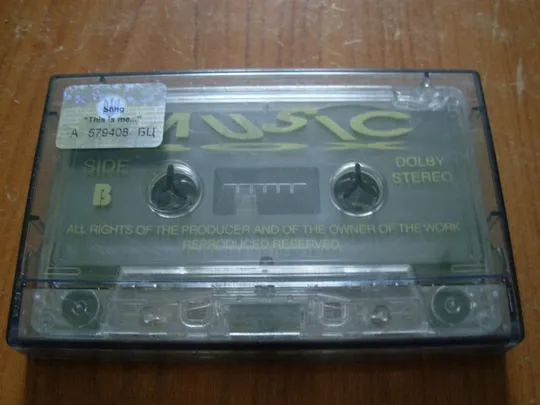 Sting
"This is me..."
A 579408 БЦ
MUSIC
BOX
SIDE
B
DOLBY
STEREO
ALL RIGHTS OF THE PRODUCER AND OF THE OWNER OF THE WORK
REPRODUCED RESERVED